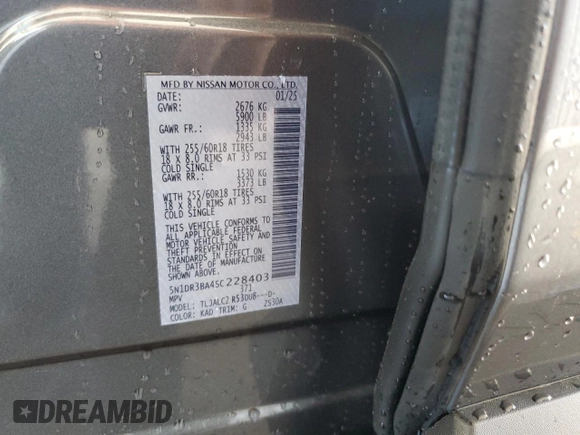 MFD BY NISSAN MOTOR CO., LTD.
DATE: 01/25
GVWR: 2676 KG
5900 LB
GAWR FR.: 1335 KG
2943 LB
WITH 255/60R18 TIRES
18 X 8.0 RIMS AT 33 PSI
COLD SINGLE
GAWR RR.: 1530 KG
3373 LB
WITH 255/60R18 TIRES
18 X 8.0 RIMS AT 33 PSI
COLD SINGLE
THIS VEHICLE CONFORMS TO
ALL APPLICABLE FEDERAL
MOTOR VEHICLE SAFETY AND
THEFT PREVENTION
STANDARDS IN EFFECT ON
THE DATE OF MANUFACTURE
SHOWN ABOVE.
5N1DR3BA4SC228403
MPV 371
MODEL: TLJALC2 R53DU8---D-
COLOR: KAD TRIM: G 2530A
DREAMBID